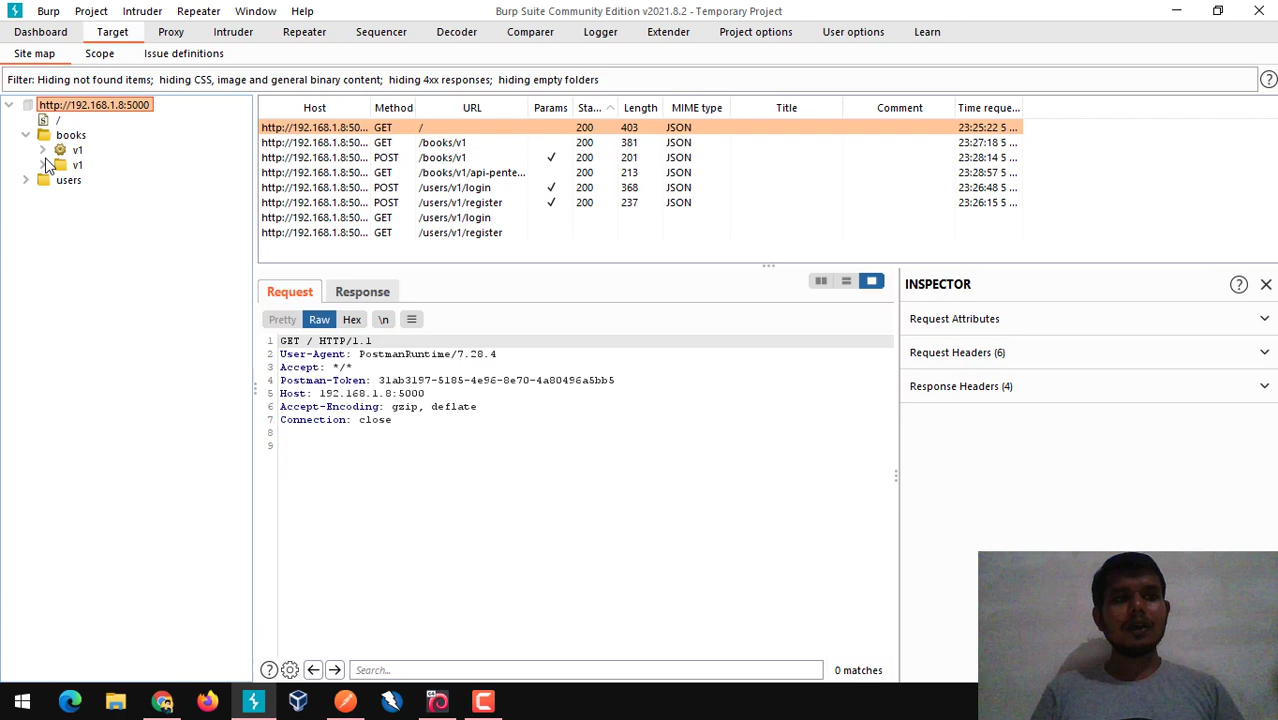 Burp Project Intruder Repeater Window Help Burp Suite Community Edition v2021.8.2 - Temporary Project
Dashboard Target Proxy Intruder Repeater Sequencer Decoder Comparer Logger Extender Project options User options Learn
Site map Scope Issue definitions
Filter: Hiding not found items; hiding CSS, image and general binary content; hiding 4xx responses; hiding empty folders
http://192.168.1.8:5000
/
books
v1
v1
users
Host Method URL Params Sta... Length MIME type Title Comment Time reque...
http://192.168.1.8:50... GET / 200 403 JSON 23:25:22 5 ...
http://192.168.1.8:50... GET /books/v1 200 381 JSON 23:27:18 5 ...
http://192.168.1.8:50... POST /books/v1 ✓ 200 201 JSON 23:28:14 5 ...
http://192.168.1.8:50... GET /books/v1/api-pente... 200 213 JSON 23:28:57 5 ...
http://192.168.1.8:50... POST /users/v1/login ✓ 200 368 JSON 23:26:48 5 ...
http://192.168.1.8:50... POST /users/v1/register ✓ 200 237 JSON 23:26:15 5 ...
http://192.168.1.8:50... GET /users/v1/login
http://192.168.1.8:50... GET /users/v1/register
Request Response
Pretty Raw Hex \n
1 GET / HTTP/1.1
2 User-Agent: PostmanRuntime/7.28.4
3 Accept: */*
4 Postman-Token: 31ab3197-5185-4e96-8e70-4a80496a5bb5
5 Host: 192.168.1.8:5000
6 Accept-Encoding: gzip, deflate
7 Connection: close
8
9
Search... 0 matches
INSPECTOR
Request Attributes
Request Headers (6)
Response Headers (4)